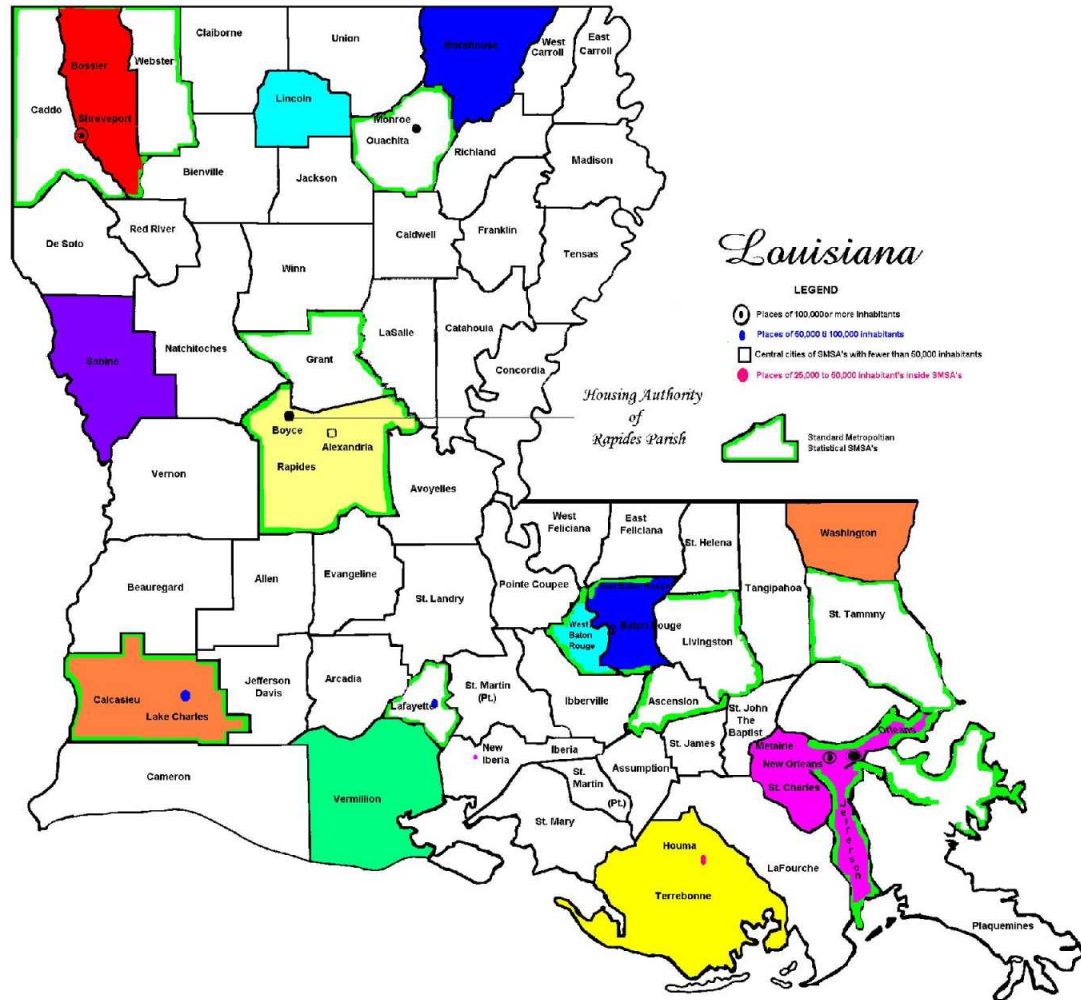 Claiborne
Union
Morehouse
West
Carroll
East
Carroll
Bossier
Webster
Caddo
Shreveport
Lincoln
Monroe
Ouachita
Richland
Madison
Bienville
Jackson
De Soto
Red River
Caldwell
Franklin
Tensas
Winn
Louisiana
LEGEND
Places of 100,000or more inhabitants
Places of 50,000 ti 100,000 inhabitants
Central cities of SMSA's with fewer than 50,000 inhabitants
Places of 25,000 to 50,000 inhabitant's inside SMSA's
Standard Metropoltian
Statistical SMSA's
Sabine
Natchitoches
LaSalle
Catahouia
Grant
Concordia
Housing Authority
of
Rapides Parish
Boyce
Alexandria
Rapides
Vernon
Avoyelles
West
Feliciana
East
Feliciana
St. Helena
Washington
Beauregard
Allen
Evangeline
St. Landry
Pointe Coupee
Tangipahoa
St. Tammny
West
Baton
Rouge
Baton Rouge
Livingston
Calcasieu
Lake Charles
Jefferson
Davis
Arcadia
Lafayette
St. Martin
(Pt.)
Ibberville
Ascension
St. John
The
Baptist
Cameron
Vermillion
New
Iberia
Iberia
St.
Martin
(Pt.)
Assumption
St. James
Metairie
Orleans
New Orleans
St. Charles
Jefferson
St. Mary
Houma
Terrebonne
LaFourche
Plaquemines